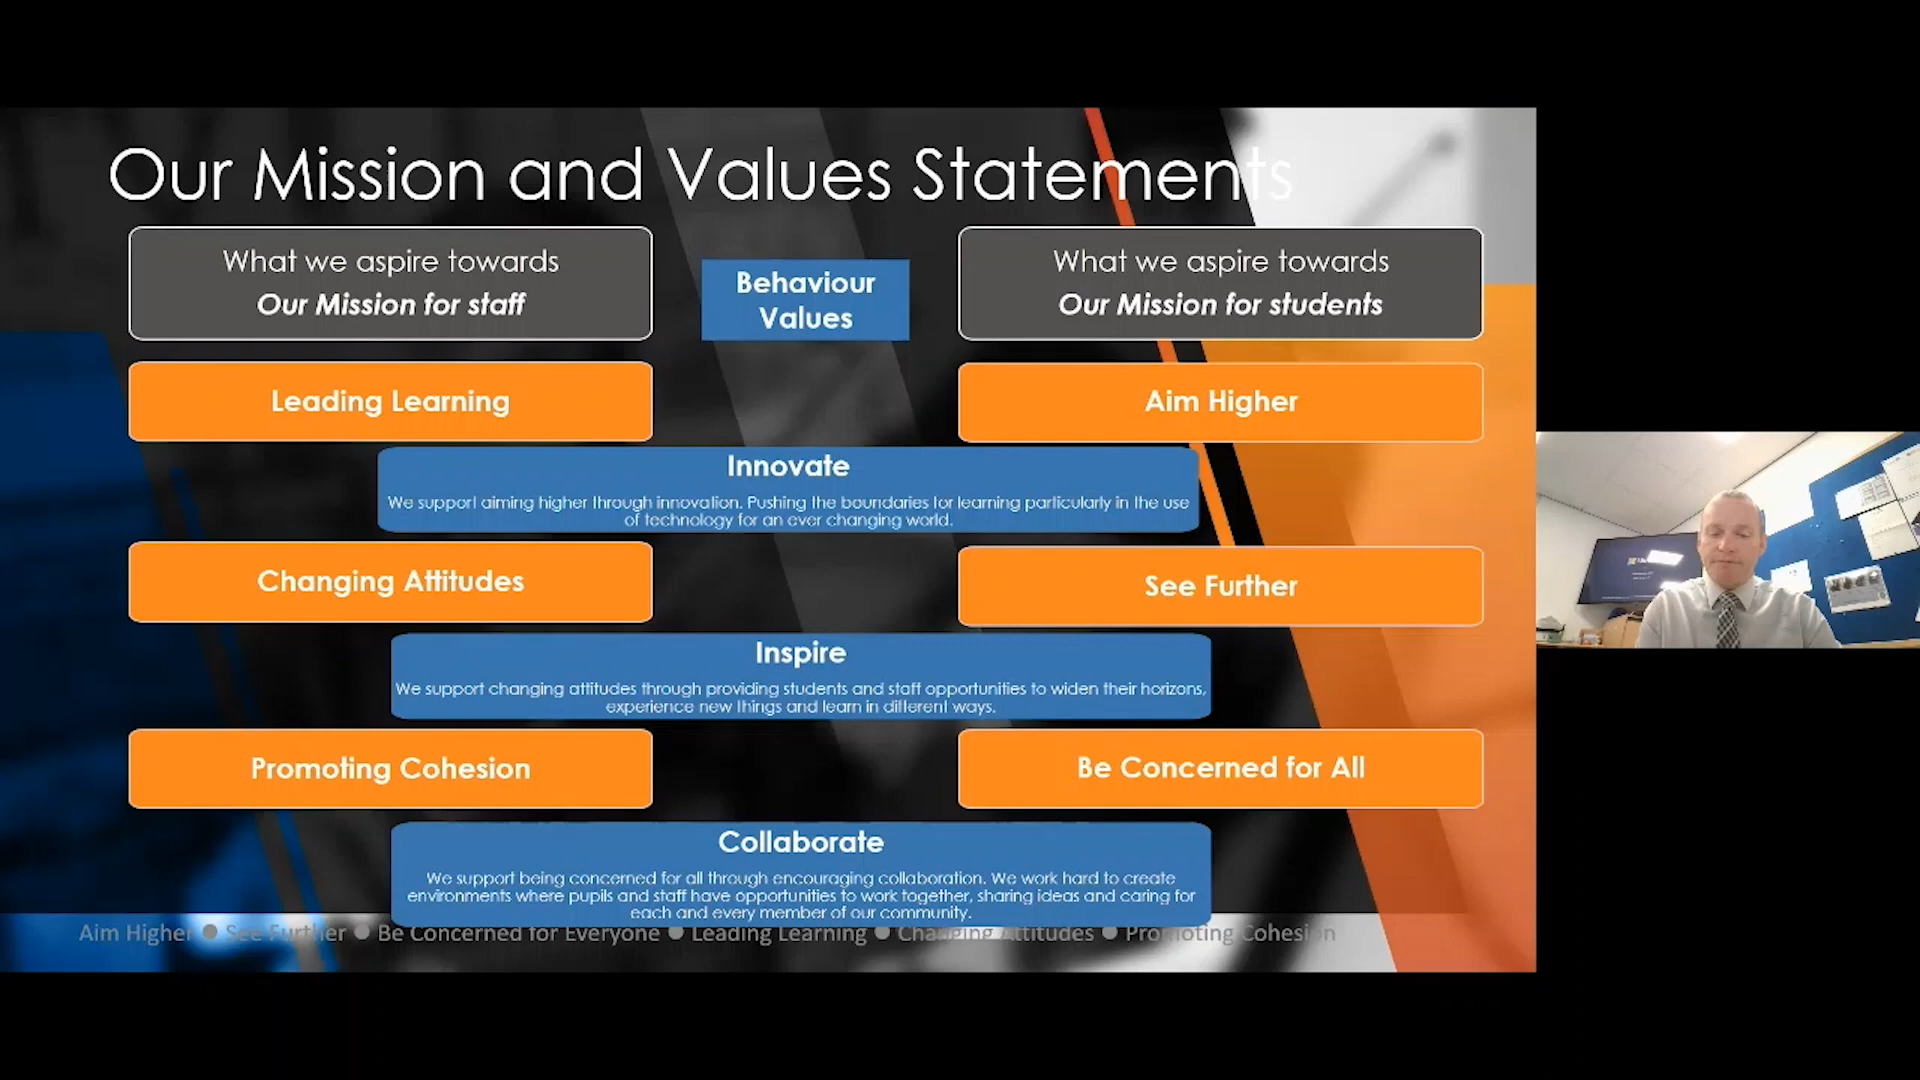 Our Mission and Values Statements
What we aspire towards
Our Mission for staff
Behaviour
Values
What we aspire towards
Our Mission for students
Leading Learning
Aim Higher
Innovate
We support aiming higher through innovation. Pushing the boundaries for learning particularly in the use
of technology for an ever changing world.
Changing Attitudes
See Further
Inspire
We support changing attitudes through providing students and staff opportunities to widen their horizons,
experience new things and learn in different ways.
Promoting Cohesion
Be Concerned for All
Collaborate
We support being concerned for all through encouraging collaboration. We work hard to create
environments where pupils and staff have opportunities to work together, sharing ideas and caring for
each and every member of our community.
Aim Higher ● See Further ● Be Concerned for Everyone ● Leading Learning ● Changing Attitudes ● Promoting Cohesion